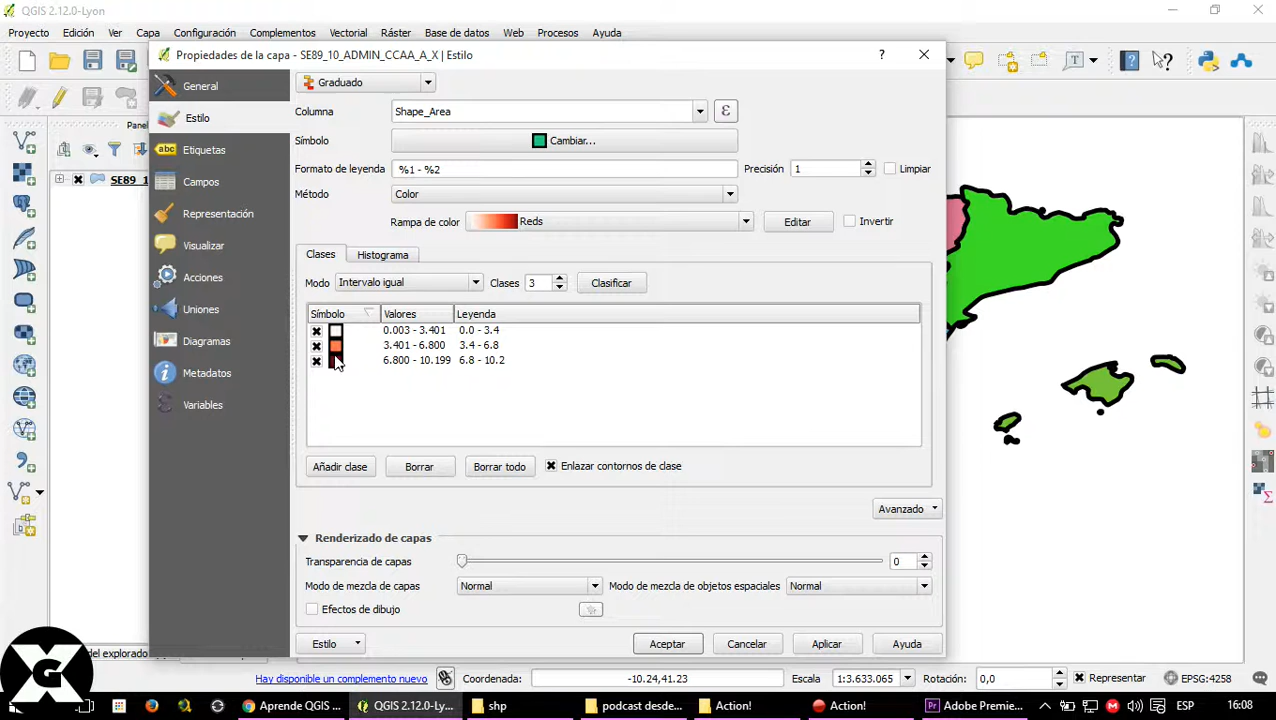 QGIS 2.12.0-Lyon
Proyecto Edición Ver Capa Configuración Complementos Vectorial Ráster Base de datos Web Procesos Ayuda
Propiedades de la capa - SE89_10_ADMIN_CCAA_A_X | Estilo
General
Estilo
Etiquetas
Campos
Representación
Visualizar
Acciones
Uniones
Diagramas
Metadatos
Variables
Graduado
Columna Shape_Area
Símbolo Cambiar...
Formato de leyenda %1 - %2 Precisión 1 Limpiar
Método Color
Rampa de color Reds Editar Invertir
Clases Histograma
Modo Intervalo igual Clases 3 Clasificar
Símbolo Valores Leyenda
0.003 - 3.401 0.0 - 3.4
3.401 - 6.800 3.4 - 6.8
6.800 - 10.199 6.8 - 10.2
Añadir clase Borrar Borrar todo Enlazar contornos de clase
Avanzado
Renderizado de capas
Transparencia de capas 0
Modo de mezcla de capas Normal Modo de mezcla de objetos espaciales Normal
Efectos de dibujo
Estilo Aceptar Cancelar Aplicar Ayuda
Pane
abc
SE89_1
del explorado
Hay disponible un complemento nuevo Coordenada: -10.24,41.23 Escala 1:3.633.065 Rotación: 0,0 Representar EPSG:4258
XG
Aprende QGIS ... QGIS 2.12.0-Ly... shp podcast desde... Action! Action! Adobe Premie... ESP 16:08